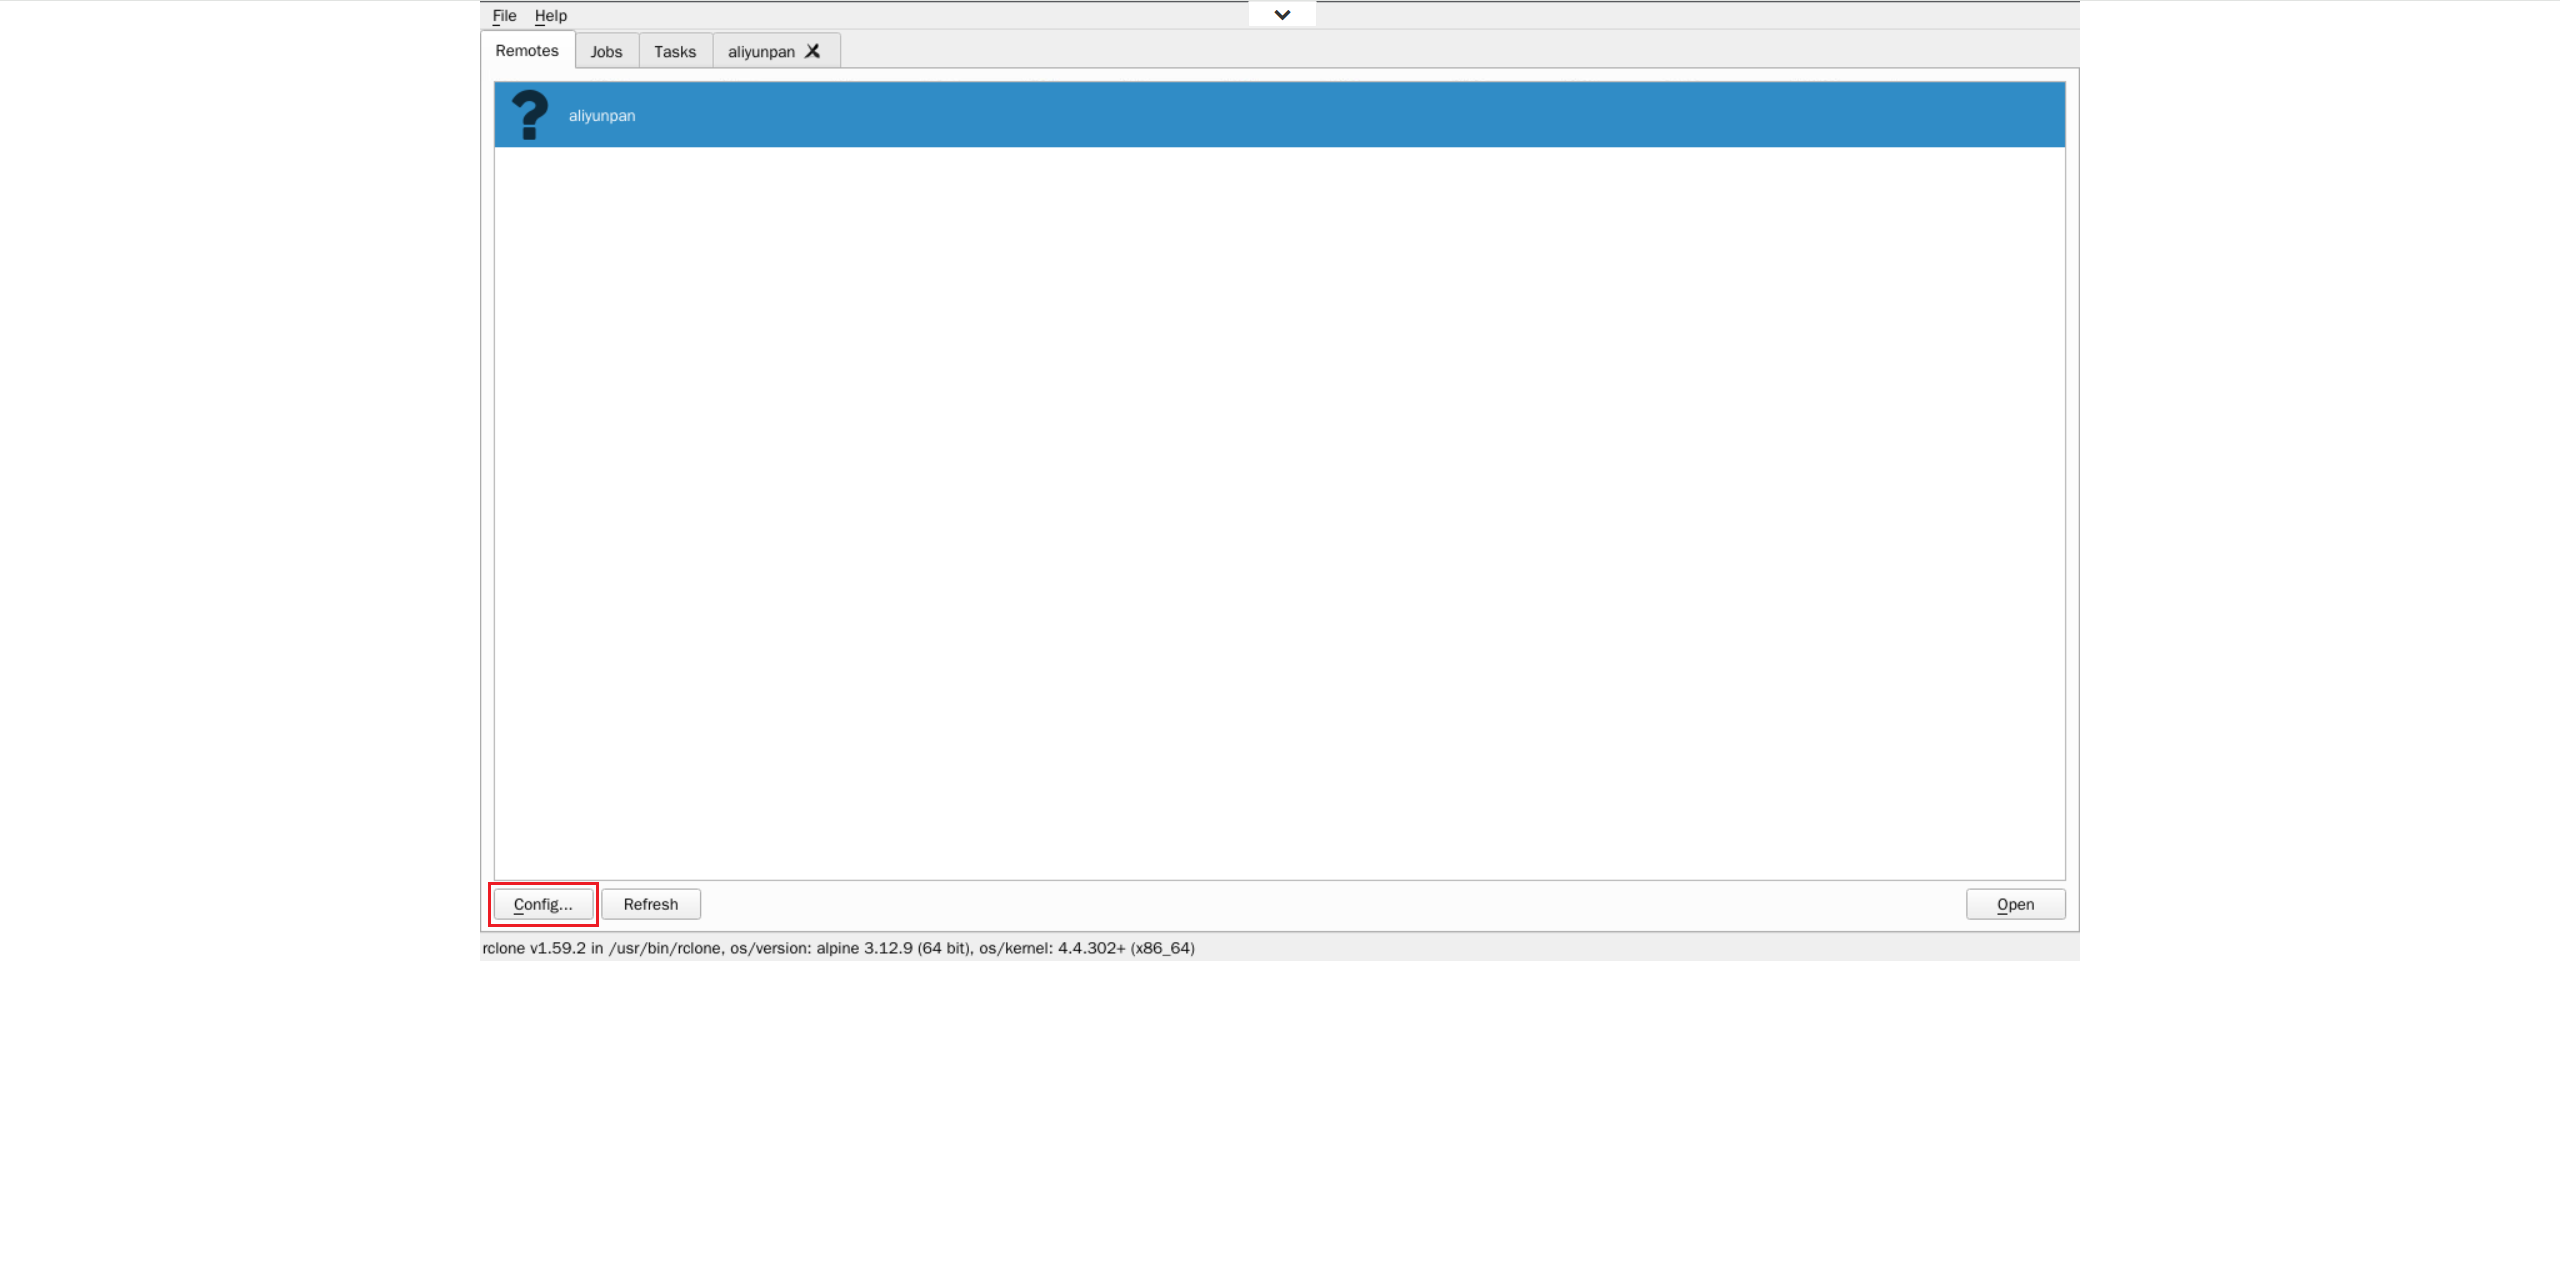 File Help
Remotes Jobs Tasks aliyunpan
aliyunpan
Config... Refresh Open
rclone v1.59.2 in /usr/bin/rclone, os/version: alpine 3.12.9 (64 bit), os/kernel: 4.4.302+ (x86_64)